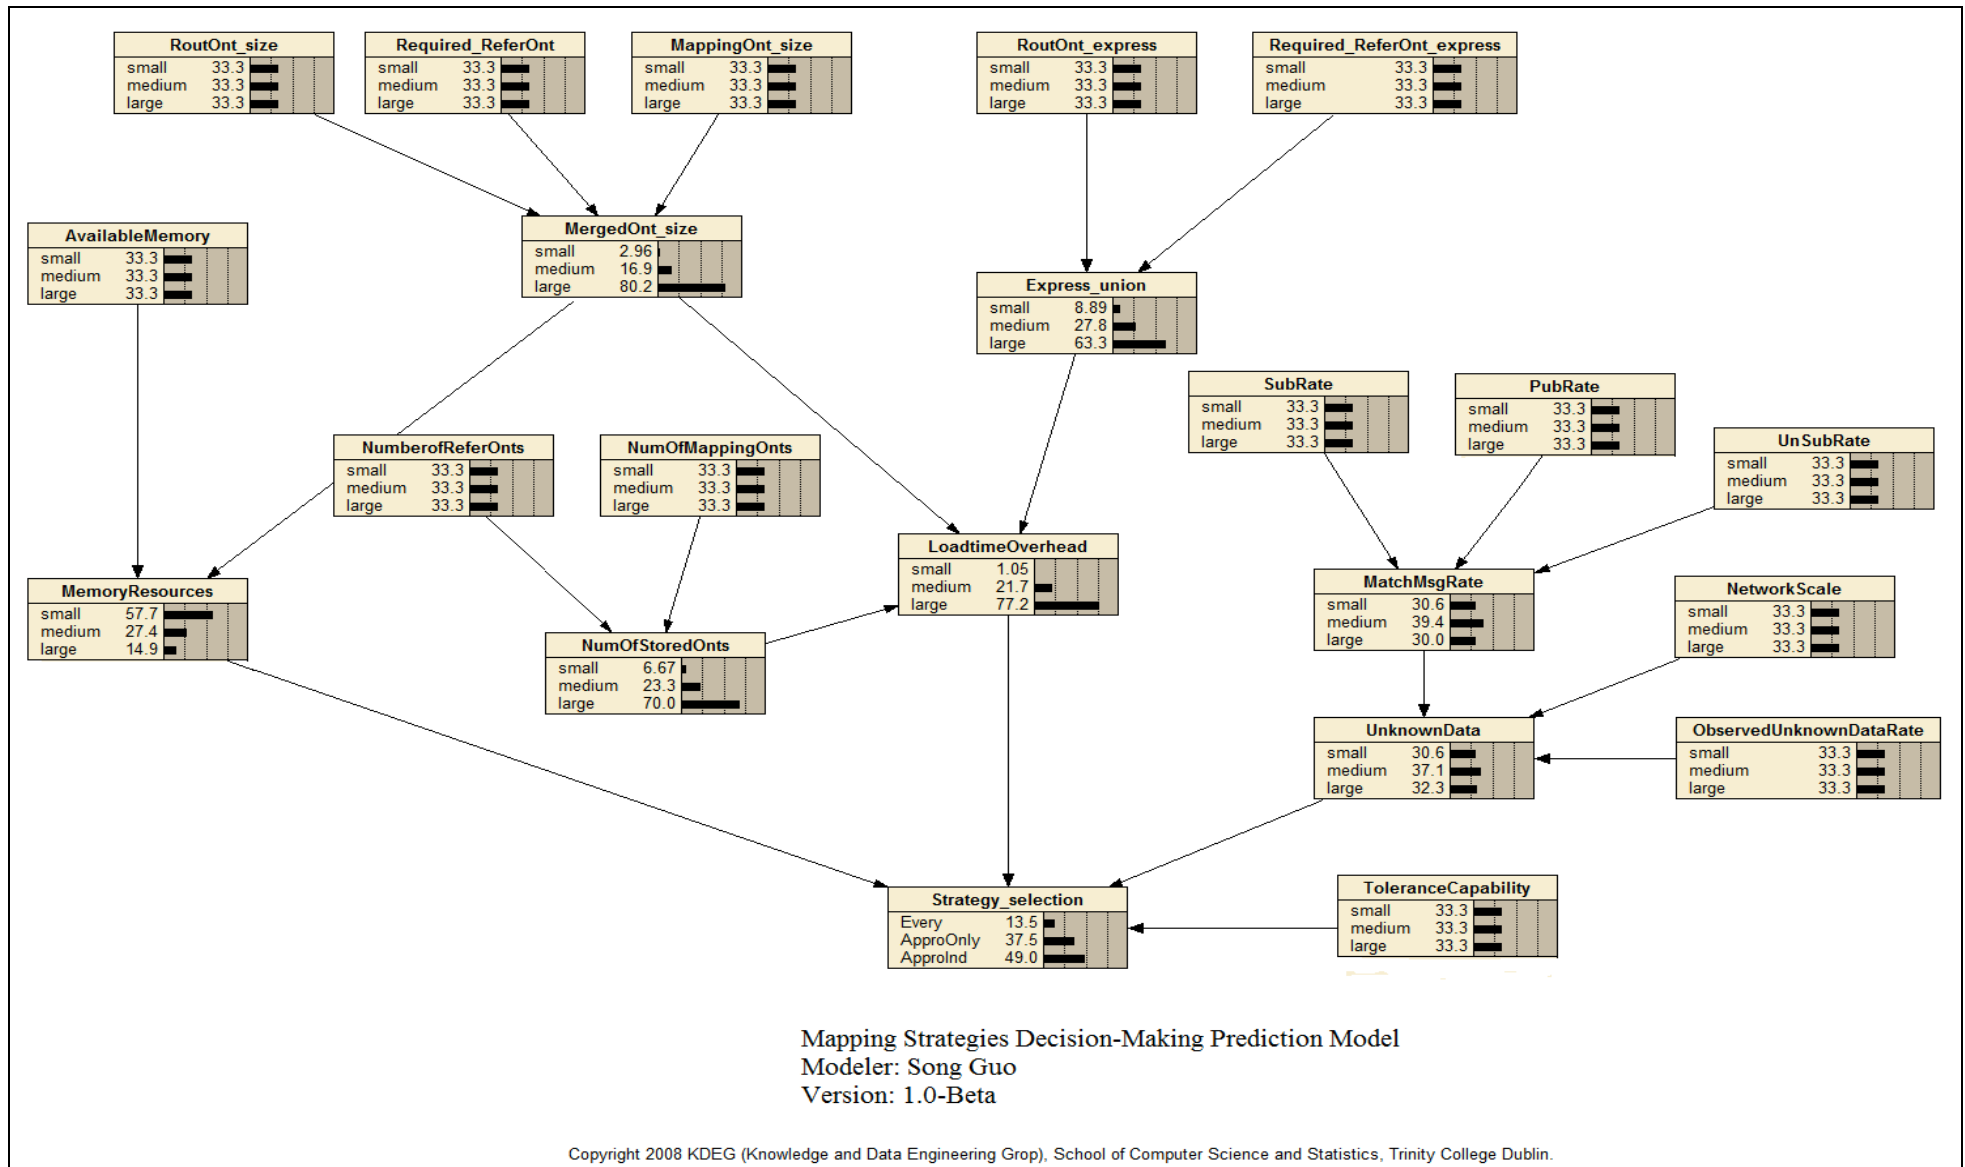 RoutOnt_size
small 33.3
medium 33.3
large 33.3
Required_ReferOnt
small 33.3
medium 33.3
large 33.3
MappingOnt_size
small 33.3
medium 33.3
large 33.3
RoutOnt_express
small 33.3
medium 33.3
large 33.3
Required_ReferOnt_express
small 33.3
medium 33.3
large 33.3
AvailableMemory
small 33.3
medium 33.3
large 33.3
MergedOnt_size
small 2.96
medium 16.9
large 80.2
Express_union
small 8.89
medium 27.8
large 63.3
SubRate
small 33.3
medium 33.3
large 33.3
PubRate
small 33.3
medium 33.3
large 33.3
UnSubRate
small 33.3
medium 33.3
large 33.3
NumberofReferOnts
small 33.3
medium 33.3
large 33.3
NumOfMappingOnts
small 33.3
medium 33.3
large 33.3
LoadtimeOverhead
small 1.05
medium 21.7
large 77.2
MatchMsgRate
small 30.6
medium 39.4
large 30.0
NetworkScale
small 33.3
medium 33.3
large 33.3
MemoryResources
small 57.7
medium 27.4
large 14.9
NumOfStoredOnts
small 6.67
medium 23.3
large 70.0
UnknownData
small 30.6
medium 37.1
large 32.3
ObservedUnknownDataRate
small 33.3
medium 33.3
large 33.3
Strategy_selection
Every 13.5
ApproOnly 37.5
ApproInd 49.0
ToleranceCapability
small 33.3
medium 33.3
large 33.3
Mapping Strategies Decision-Making Prediction Model
Modeler: Song Guo
Version: 1.0-Beta
Copyright 2008 KDEG (Knowledge and Data Engineering Grop), School of Computer Science and Statistics, Trinity College Dublin.